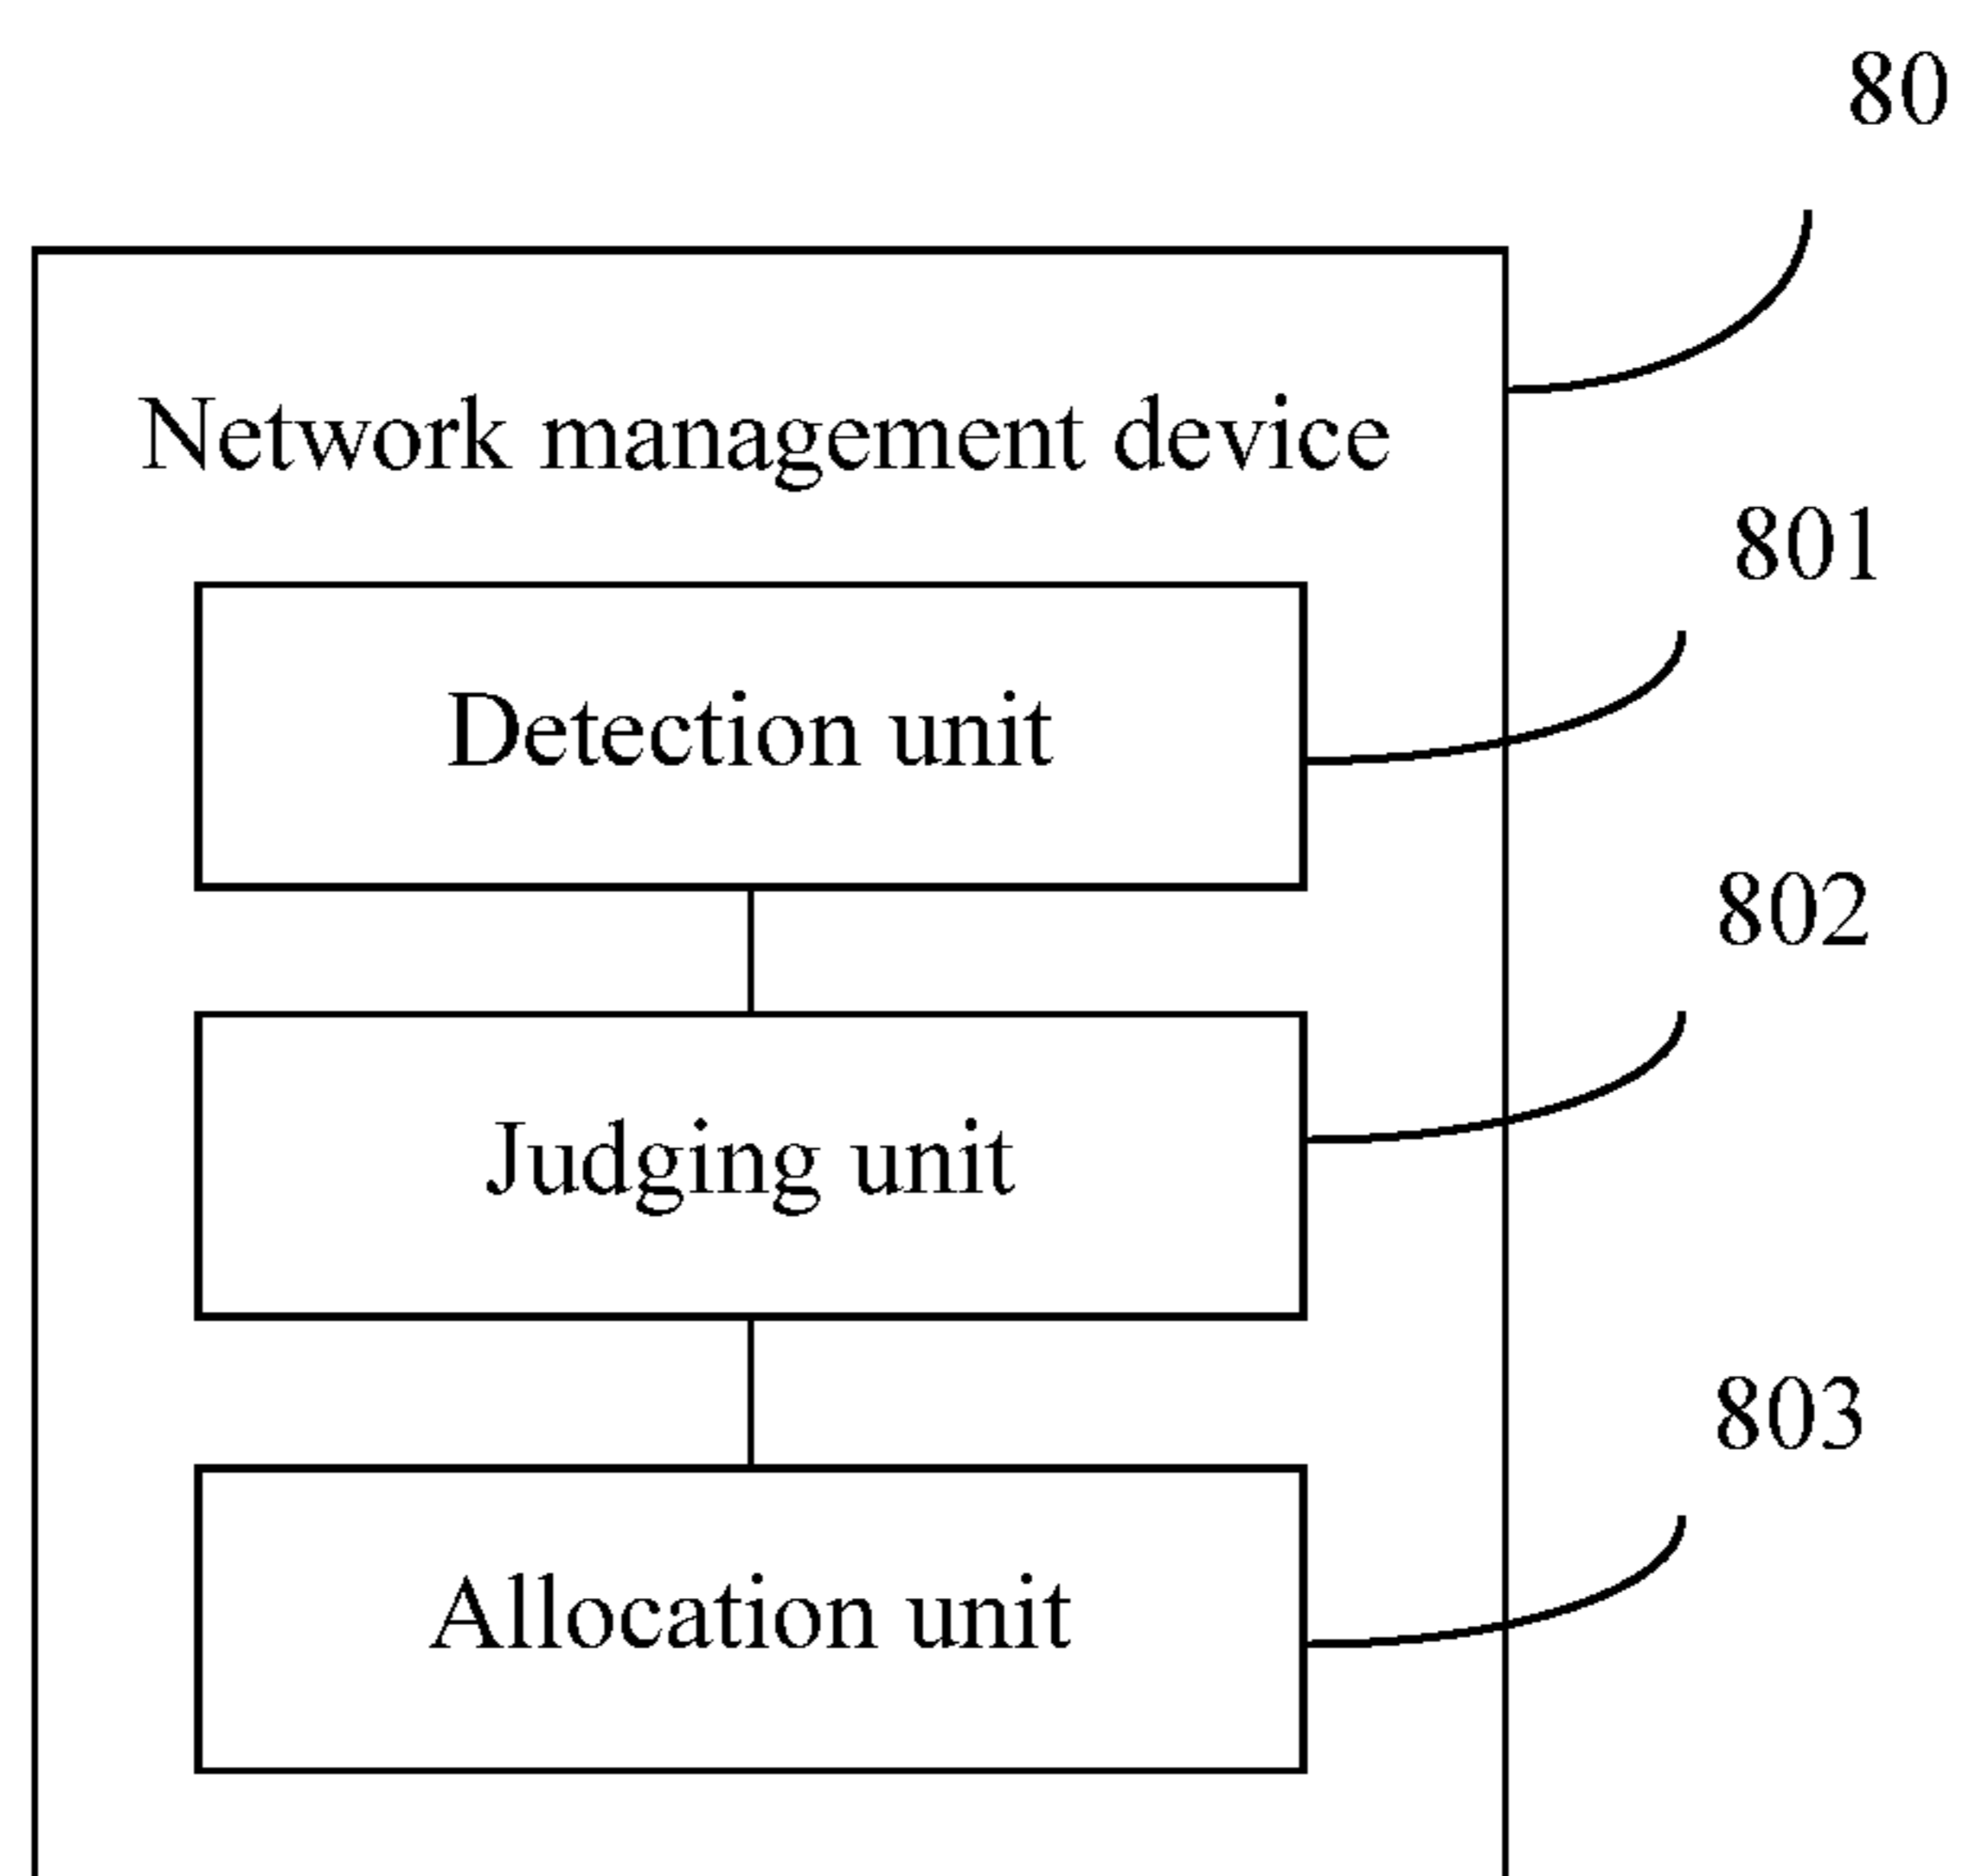 80
Network management device
801
Detection unit
802
Judging unit
803
Allocation unit